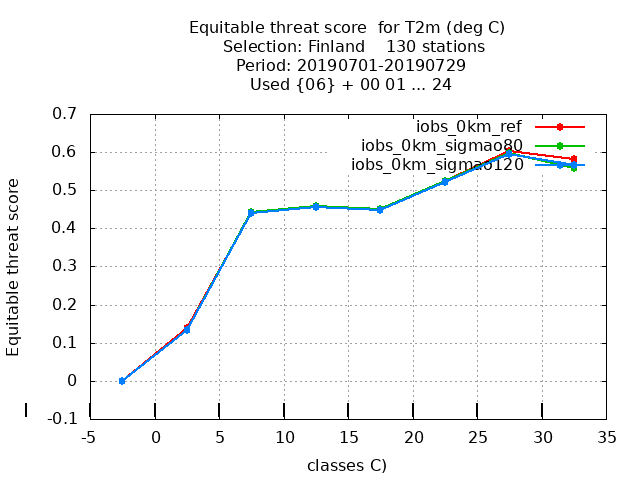 Equitable threat score  for T2m (deg C)
Selection: Finland    130 stations
Period: 20190701-20190729
Used {06} + 00 01 ... 24
0.7
0.6
0.5
0.4
0.3
0.2
0.1
0
-0.1
Equitable threat score
iobs_0km_ref
iobs_0km_sigmao80
iobs_0km_sigmao120
-5 0 5 10 15 20 25 30 35
classes C)